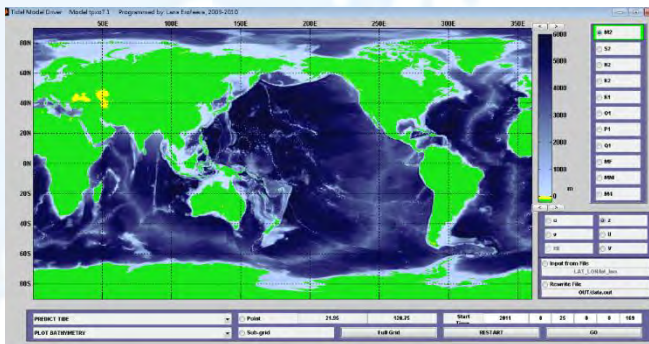 Tidal Model Driver Model tpxo7.1 Programmed by: Lana Erofeeva, 2005-2010
50E 100E 150E 200E 250E 300E 350E
80N
60N
40N
20N
0N
20S
40S
60S
80S
6000
5000
4000
3000
2000
1000
0
m
< >
< >
M2
S2
N2
K2
K1
O1
P1
Q1
MF
MM
M4
u z
v U
V
Input from File
LAT_LON/lat_lon
Rewrite File
OUT/data.out
PREDICT TIDE Point 21.95 120.75 Start Time 2011 25 0 0
PLOT BATHYMETRY Sub-grid Full Grid RESTART GO